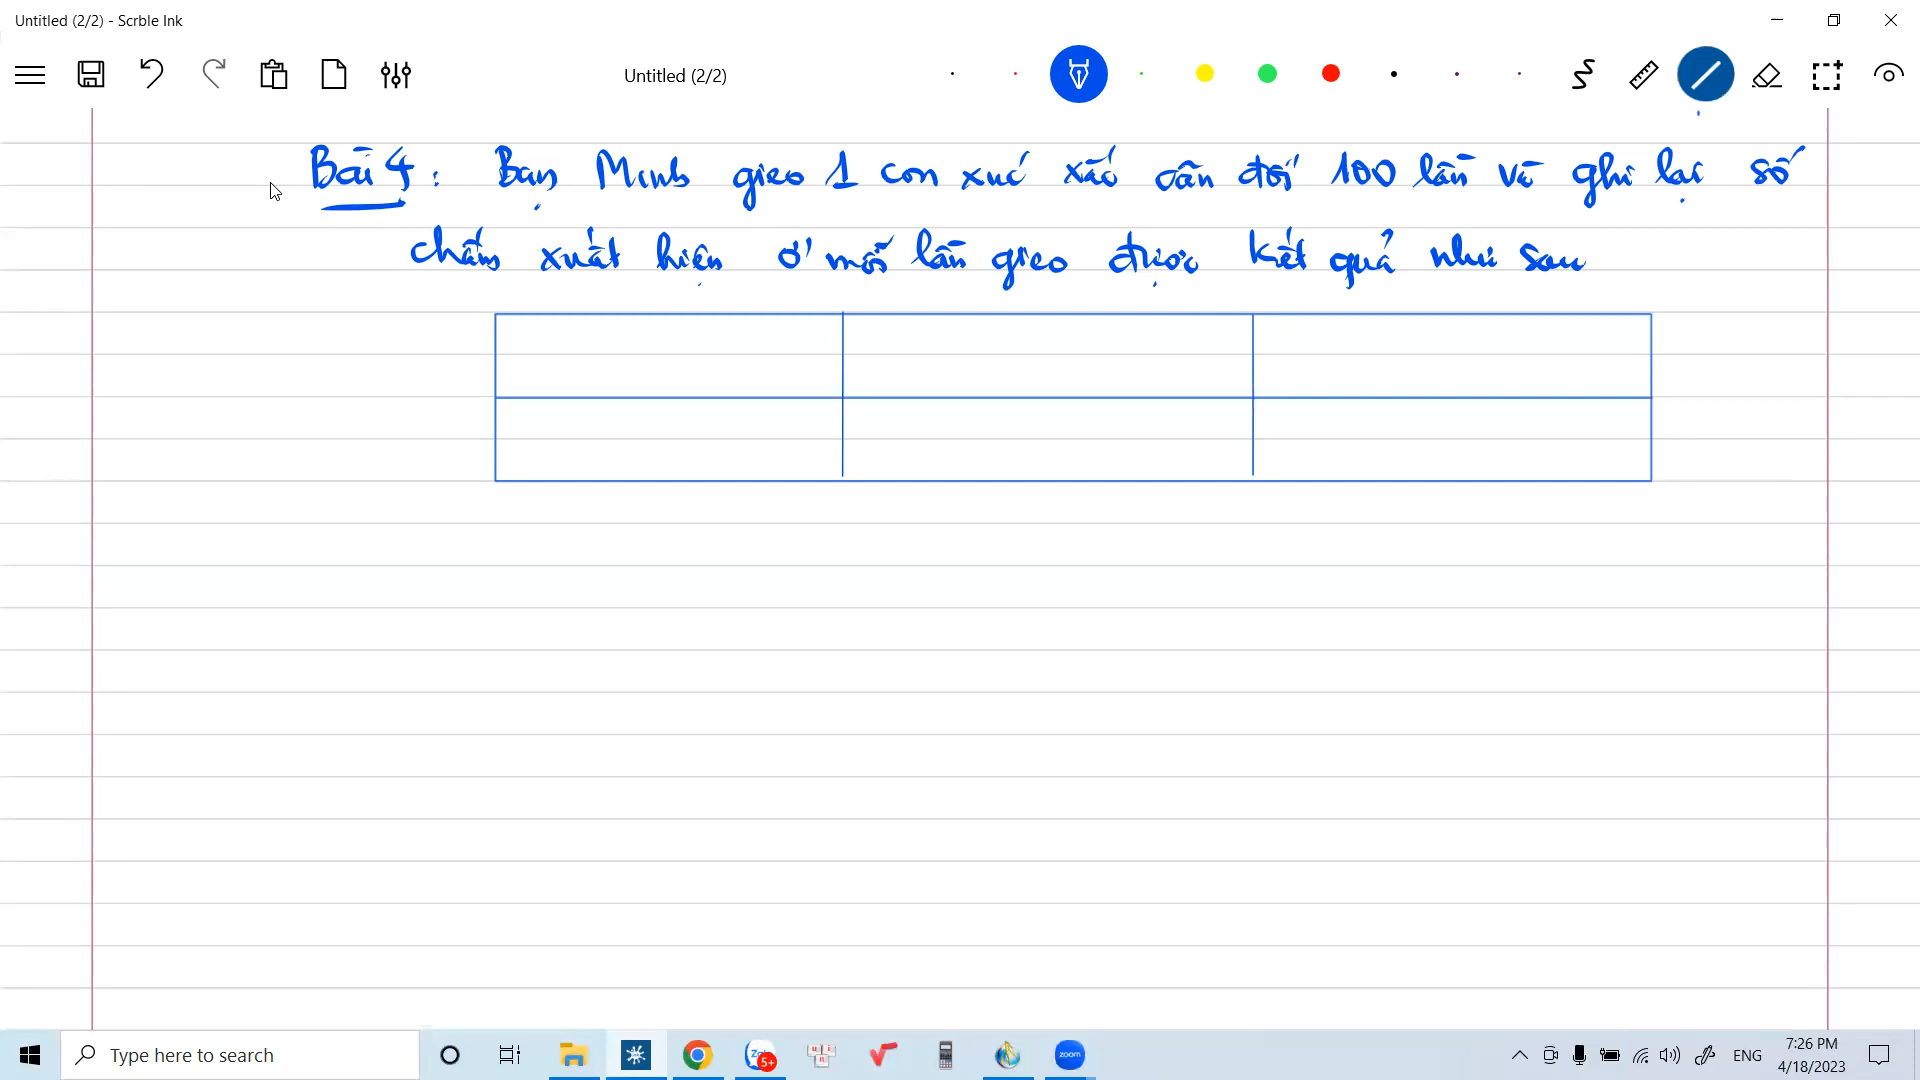 Untitled (2/2) - Scrble Ink
Untitled (2/2)
Bài 4: Bạn Minh gieo 1 con xúc xắc cân đối 100 lần và ghi lại số
chấm xuất hiện ở mỗi lần gieo được kết quả như sau
Type here to search
5+
zoom
ENG
7:26 PM
4/18/2023